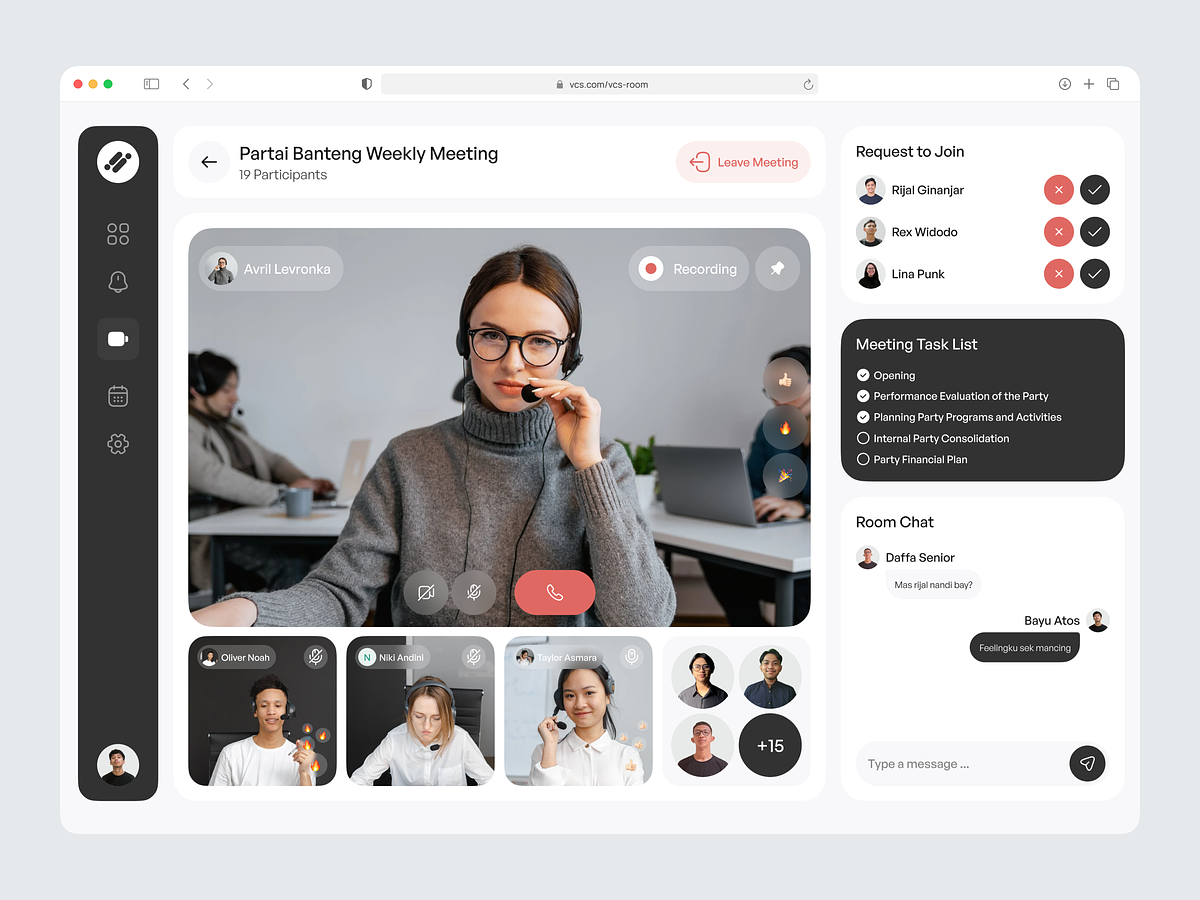 vcs.com/vcs-room
Partai Banteng Weekly Meeting
19 Participants
Leave Meeting
Avril Levronka
Recording
Oliver Noah
N
Niki Andini
Taylor Asmara
+15
Request to Join
Rijal Ginanjar
Rex Widodo
Lina Punk
Meeting Task List
Opening
Performance Evaluation of the Party
Planning Party Programs and Activities
Internal Party Consolidation
Party Financial Plan
Room Chat
Daffa Senior
Mas rijal nandi bay?
Bayu Atos
Feelingku sek mancing
Type a message ...